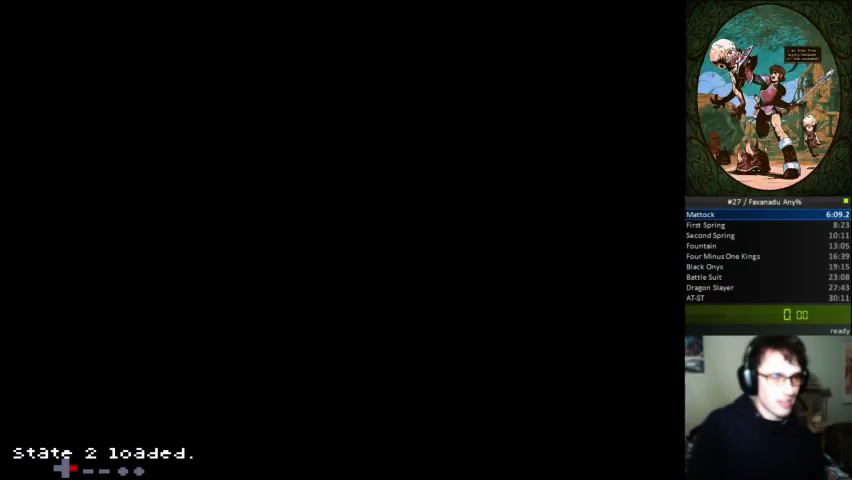 #27 / Faxanadu Any%
Mattock 6:09.2
First Spring 8:23
Second Spring 10:11
Fountain 13:05
Four Minus One Kings 16:39
Black Onyx 19:15
Battle Suit 23:08
Dragon Slayer 27:43
AT-ST 30:11
0 00
ready
State 2 loaded.